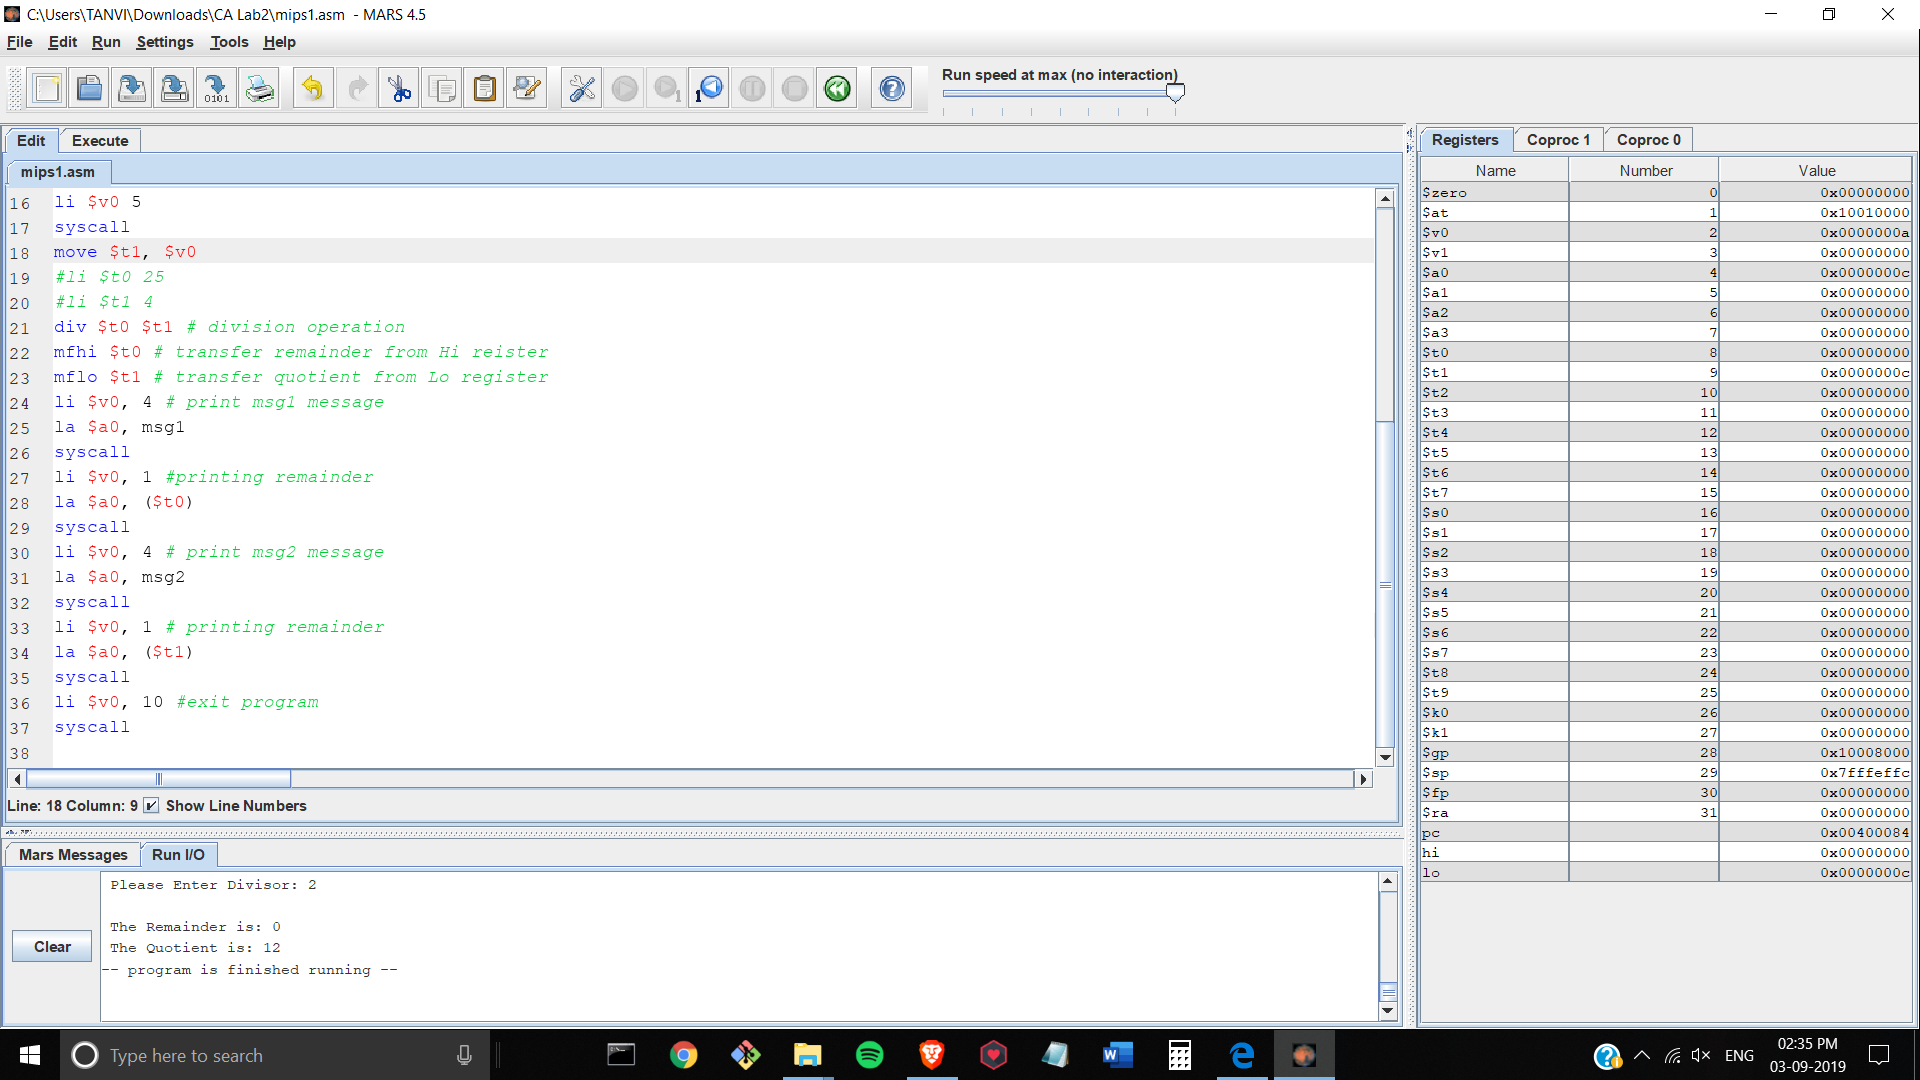 C:\Users\TANVI\Downloads\CA Lab2\mips1.asm - MARS 4.5
File Edit Run Settings Tools Help
Run speed at max (no interaction)
Edit Execute
mips1.asm
16 li $v0 5
17 syscall
18 move $t1, $v0
19 #li $t0 25
20 #li $t1 4
21 div $t0 $t1 # division operation
22 mfhi $t0 # transfer remainder from Hi reister
23 mflo $t1 # transfer quotient from Lo register
24 li $v0, 4 # print msg1 message
25 la $a0, msg1
26 syscall
27 li $v0, 1 #printing remainder
28 la $a0, ($t0)
29 syscall
30 li $v0, 4 # print msg2 message
31 la $a0, msg2
32 syscall
33 li $v0, 1 # printing remainder
34 la $a0, ($t1)
35 syscall
36 li $v0, 10 #exit program
37 syscall
38
Line: 18 Column: 9 Show Line Numbers
Mars Messages Run I/O
Clear
Please Enter Divisor: 2
The Remainder is: 0
The Quotient is: 12
-- program is finished running --
Registers Coproc 1 Coproc 0
Name Number Value
$zero 0 0x00000000
$at 1 0x10010000
$v0 2 0x0000000a
$v1 3 0x00000000
$a0 4 0x0000000c
$a1 5 0x00000000
$a2 6 0x00000000
$a3 7 0x00000000
$t0 8 0x00000000
$t1 9 0x0000000c
$t2 10 0x00000000
$t3 11 0x00000000
$t4 12 0x00000000
$t5 13 0x00000000
$t6 14 0x00000000
$t7 15 0x00000000
$s0 16 0x00000000
$s1 17 0x00000000
$s2 18 0x00000000
$s3 19 0x00000000
$s4 20 0x00000000
$s5 21 0x00000000
$s6 22 0x00000000
$s7 23 0x00000000
$t8 24 0x00000000
$t9 25 0x00000000
$k0 26 0x00000000
$k1 27 0x00000000
$gp 28 0x10008000
$sp 29 0x7fffeffc
$fp 30 0x00000000
$ra 31 0x00000000
pc 0x00400084
hi 0x00000000
lo 0x0000000c
Type here to search
ENG
02:35 PM
03-09-2019